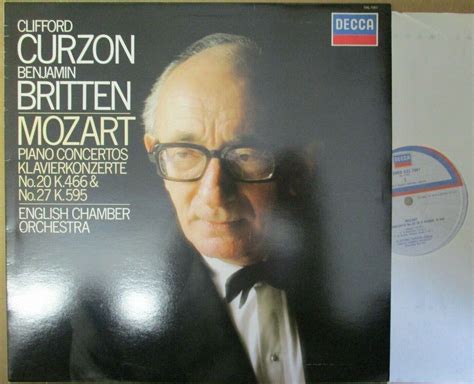 CLIFFORD
CURZON
BENJAMIN
BRITTEN
MOZART
PIANO CONCERTOS
KLAVIERKONZERTE
No.20 K.466 &
No.27 K.595
ENGLISH CHAMBER
ORCHESTRA
DECCA
DECCA
MOZART